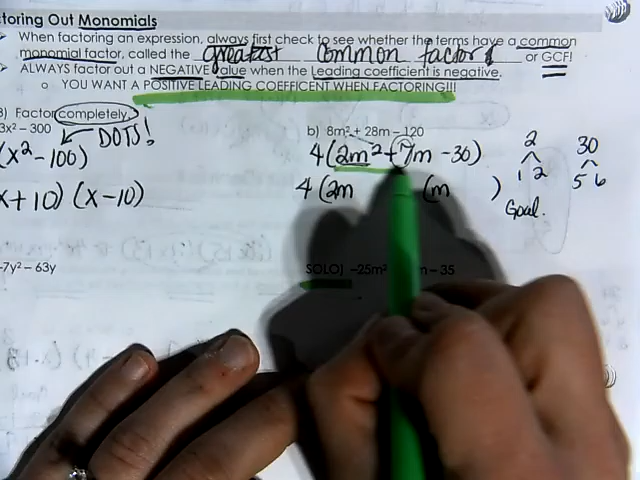 ctoring Out Monomials
When factoring an expression, always first check to see whether the terms have a common
monomial factor, called the greatest common factor or GCF!
ALWAYS factor out a NEGATIVE value when the Leading coefficient is negative.
o YOU WANT A POSITIVE LEADING COEFFICENT WHEN FACTORING!!!
) Factor completely. DOTS!
3x² – 300
(x² – 100)
x + 10) (x - 10)
b) 8m² + 28m – 120
4(2m² + 7m - 30)
4 (2m (m )
2
1 2
30
5 6
Goal.
-7y² – 63y
SOLO) –25m² m – 35